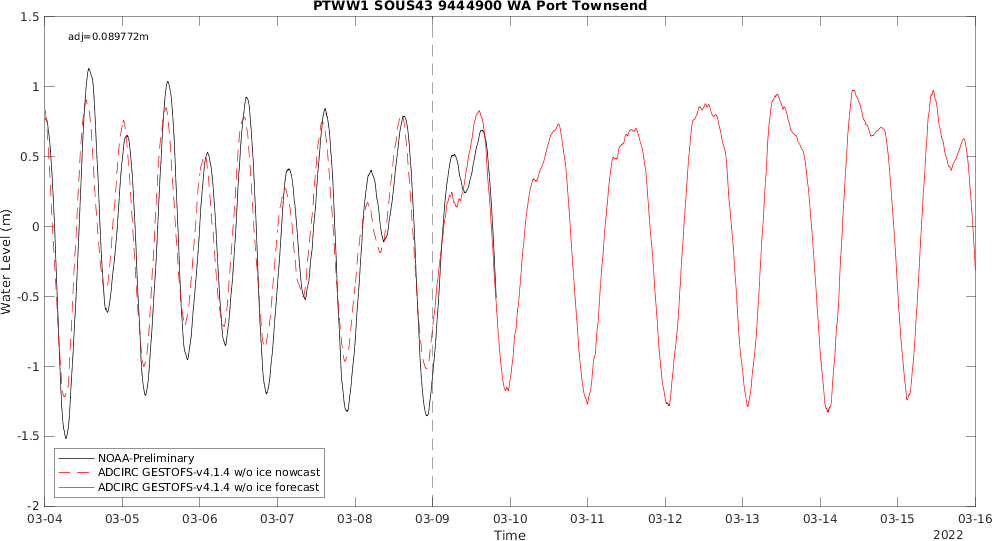 PTWW1 SOUS43 9444900 WA Port Townsend
adj=0.089772m
1.5
1
0.5
0
-0.5
-1
-1.5
-2
Water Level (m)
NOAA-Preliminary
ADCIRC GESTOFS-v4.1.4 w/o ice nowcast
ADCIRC GESTOFS-v4.1.4 w/o ice forecast
03-04 03-05 03-06 03-07 03-08 03-09 03-10 03-11 03-12 03-13 03-14 03-15 03-16
Time
2022